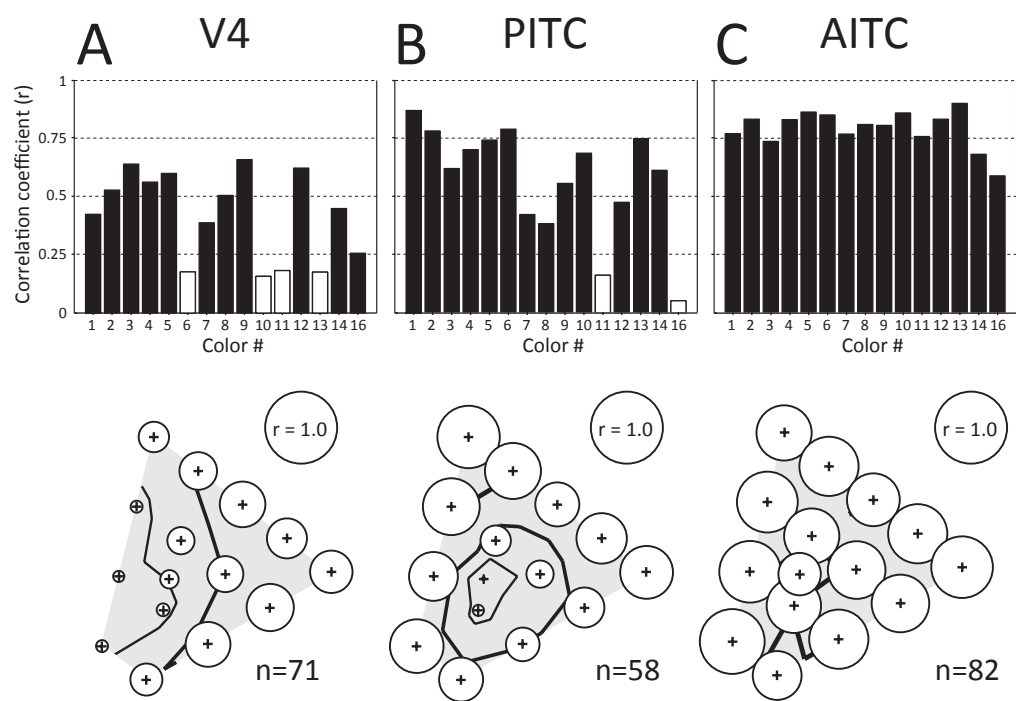 A V4
B PITC
C AITC
Correlation coefficient (r)
1
0.75
0.5
0.25
0
1 2 3 4 5 6 7 8 9 10 11 12 13 14 16
1 2 3 4 5 6 7 8 9 10 11 12 13 14 16
1 2 3 4 5 6 7 8 9 10 11 12 13 14 16
Color #
Color #
Color #
r = 1.0
r = 1.0
r = 1.0
n=71
n=58
n=82